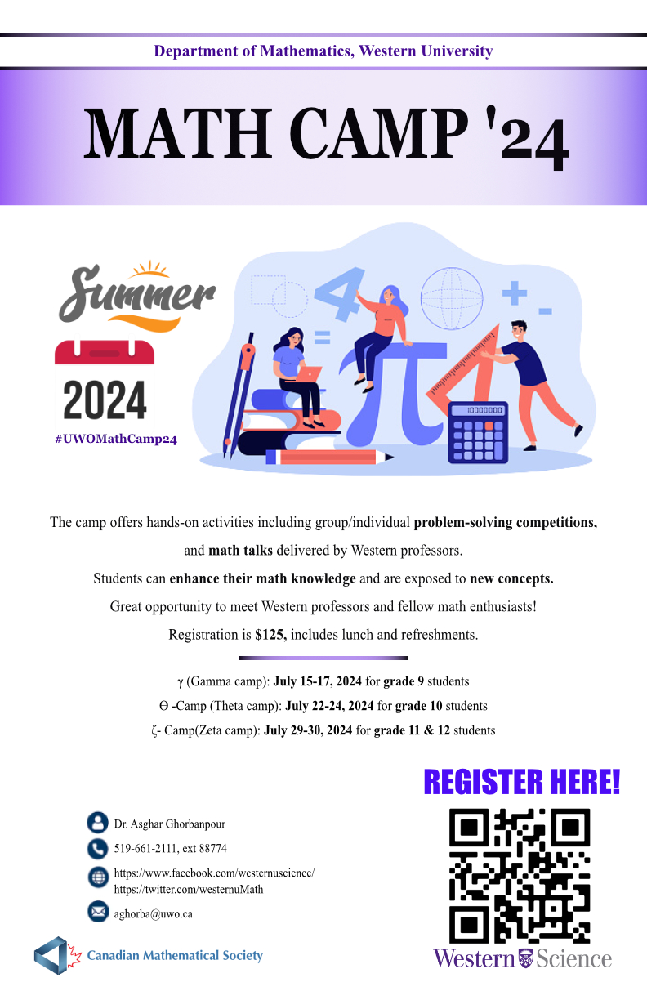 Department of Mathematics, Western University
MATH CAMP '24
Summer
2024
#UWOMathCamp24
4
=
+
-
π
10000000
The camp offers hands-on activities including group/individual problem-solving competitions,
and math talks delivered by Western professors.
Students can enhance their math knowledge and are exposed to new concepts.
Great opportunity to meet Western professors and fellow math enthusiasts!
Registration is $125, includes lunch and refreshments.
γ (Gamma camp): July 15-17, 2024 for grade 9 students
ϴ -Camp (Theta camp): July 22-24, 2024 for grade 10 students
ζ- Camp(Zeta camp): July 29-30, 2024 for grade 11 & 12 students
REGISTER HERE!
Dr. Asghar Ghorbanpour
519-661-2111, ext 88774
https://www.facebook.com/westernuscience/
https://twitter.com/westernuMath
aghorba@uwo.ca
Canadian Mathematical Society
Western Science